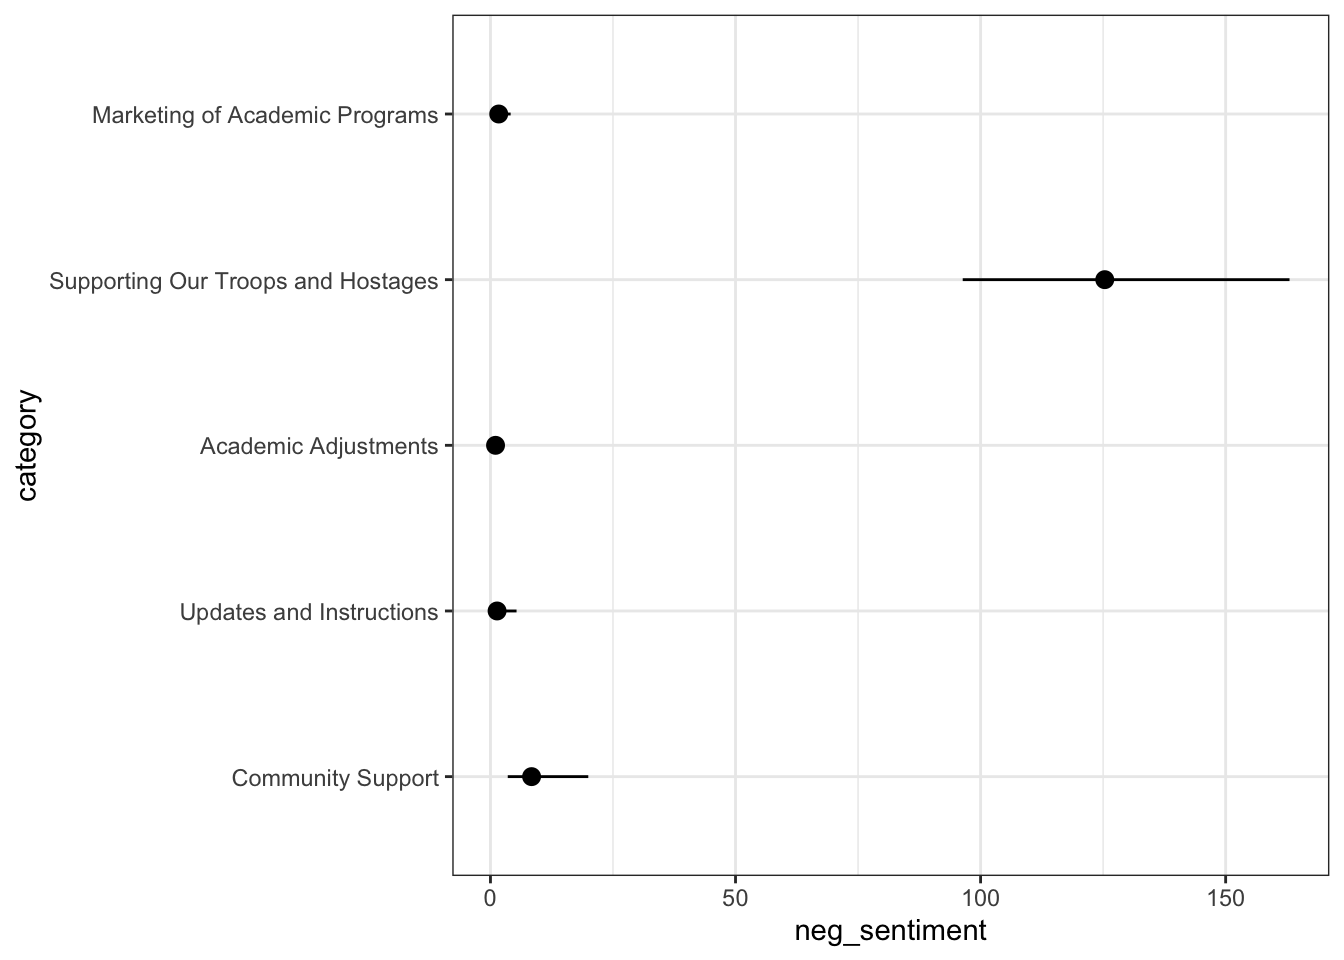 Marketing of Academic Programs
Supporting Our Troops and Hostages
Academic Adjustments
Updates and Instructions
Community Support
category
0 50 100 150
neg_sentiment